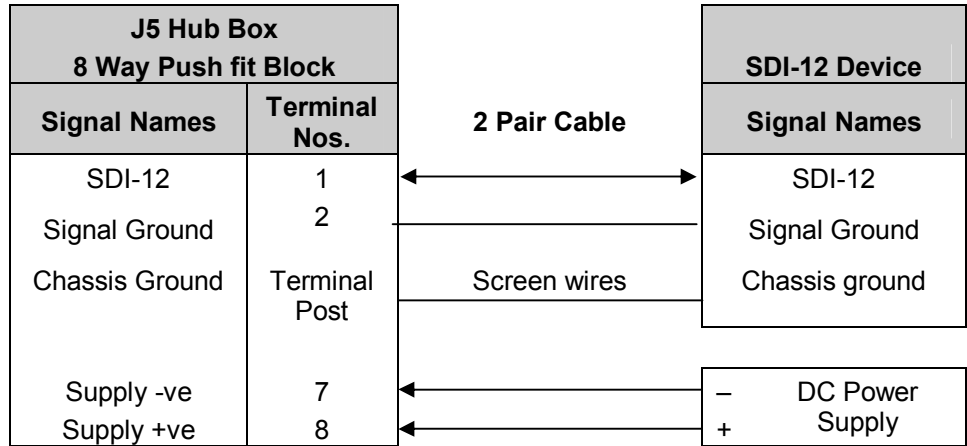 J5 Hub Box
8 Way Push fit Block
SDI-12 Device
Signal Names
Terminal
Nos.
2 Pair Cable
Signal Names
SDI-12
1
SDI-12
Signal Ground
2
Signal Ground
Chassis Ground
Terminal
Post
Screen wires
Chassis ground
Supply -ve
7
– DC Power
Supply +ve
8
+ Supply